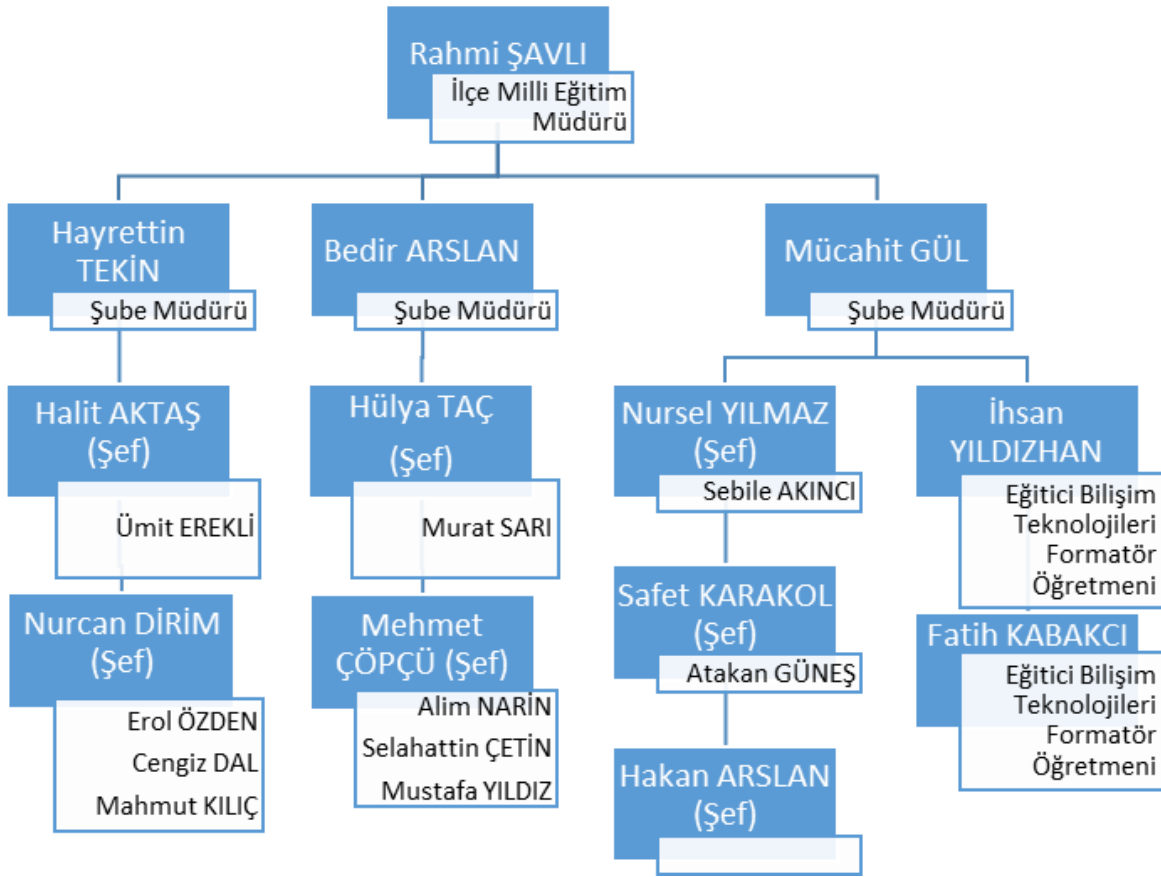 Rahmi ŞAVLI
İlçe Milli Eğitim
Müdürü
Hayrettin
TEKİN
Şube Müdürü
Bedir ARSLAN
Şube Müdürü
Mücahit GÜL
Şube Müdürü
Halit AKTAŞ
(Şef)
Ümit EREKLİ
Hülya TAÇ
(Şef)
Murat SARI
Nursel YILMAZ
(Şef)
Sebile AKINCI
İhsan
YILDIZHAN
Eğitici Bilişim
Teknolojileri
Formatör
Öğretmeni
Nurcan DİRİM
(Şef)
Erol ÖZDEN
Cengiz DAL
Mahmut KILIÇ
Mehmet
ÇÖPÇÜ (Şef)
Alim NARİN
Selahattin ÇETİN
Mustafa YILDIZ
Safet KARAKOL
(Şef)
Atakan GÜNEŞ
Fatih KABAKCI
Eğitici Bilişim
Teknolojileri
Formatör
Öğretmeni
Hakan ARSLAN
(Şef)